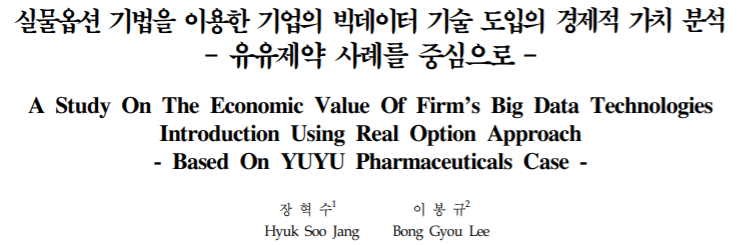 실물옵션 기법을 이용한 기업의 빅데이터 기술 도입의 경제적 가치 분석
- 유유제약 사례를 중심으로 -
A Study On The Economic Value Of Firm's Big Data Technologies
Introduction Using Real Option Approach
- Based On YUYU Pharmaceuticals Case -
장 혁 수1 이 봉 규2
Hyuk Soo Jang Bong Gyou Lee